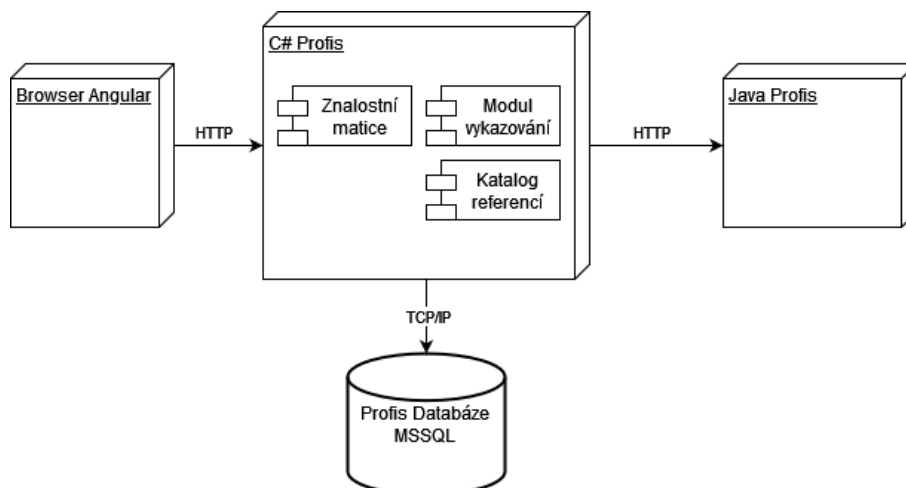 C# Profis
Browser Angular
Java Profis
Znalostní
matice
Modul
vykazování
HTTP
HTTP
Katalog
referencí
TCP/IP
Profis Databáze
MSSQL